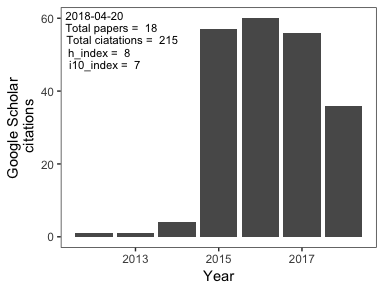 2018-04-20
Total papers = 18
Total ciatations = 215
h_index = 8
i10_index = 7
60
40
20
0
Google Scholar
citations
2013
2015
2017
Year